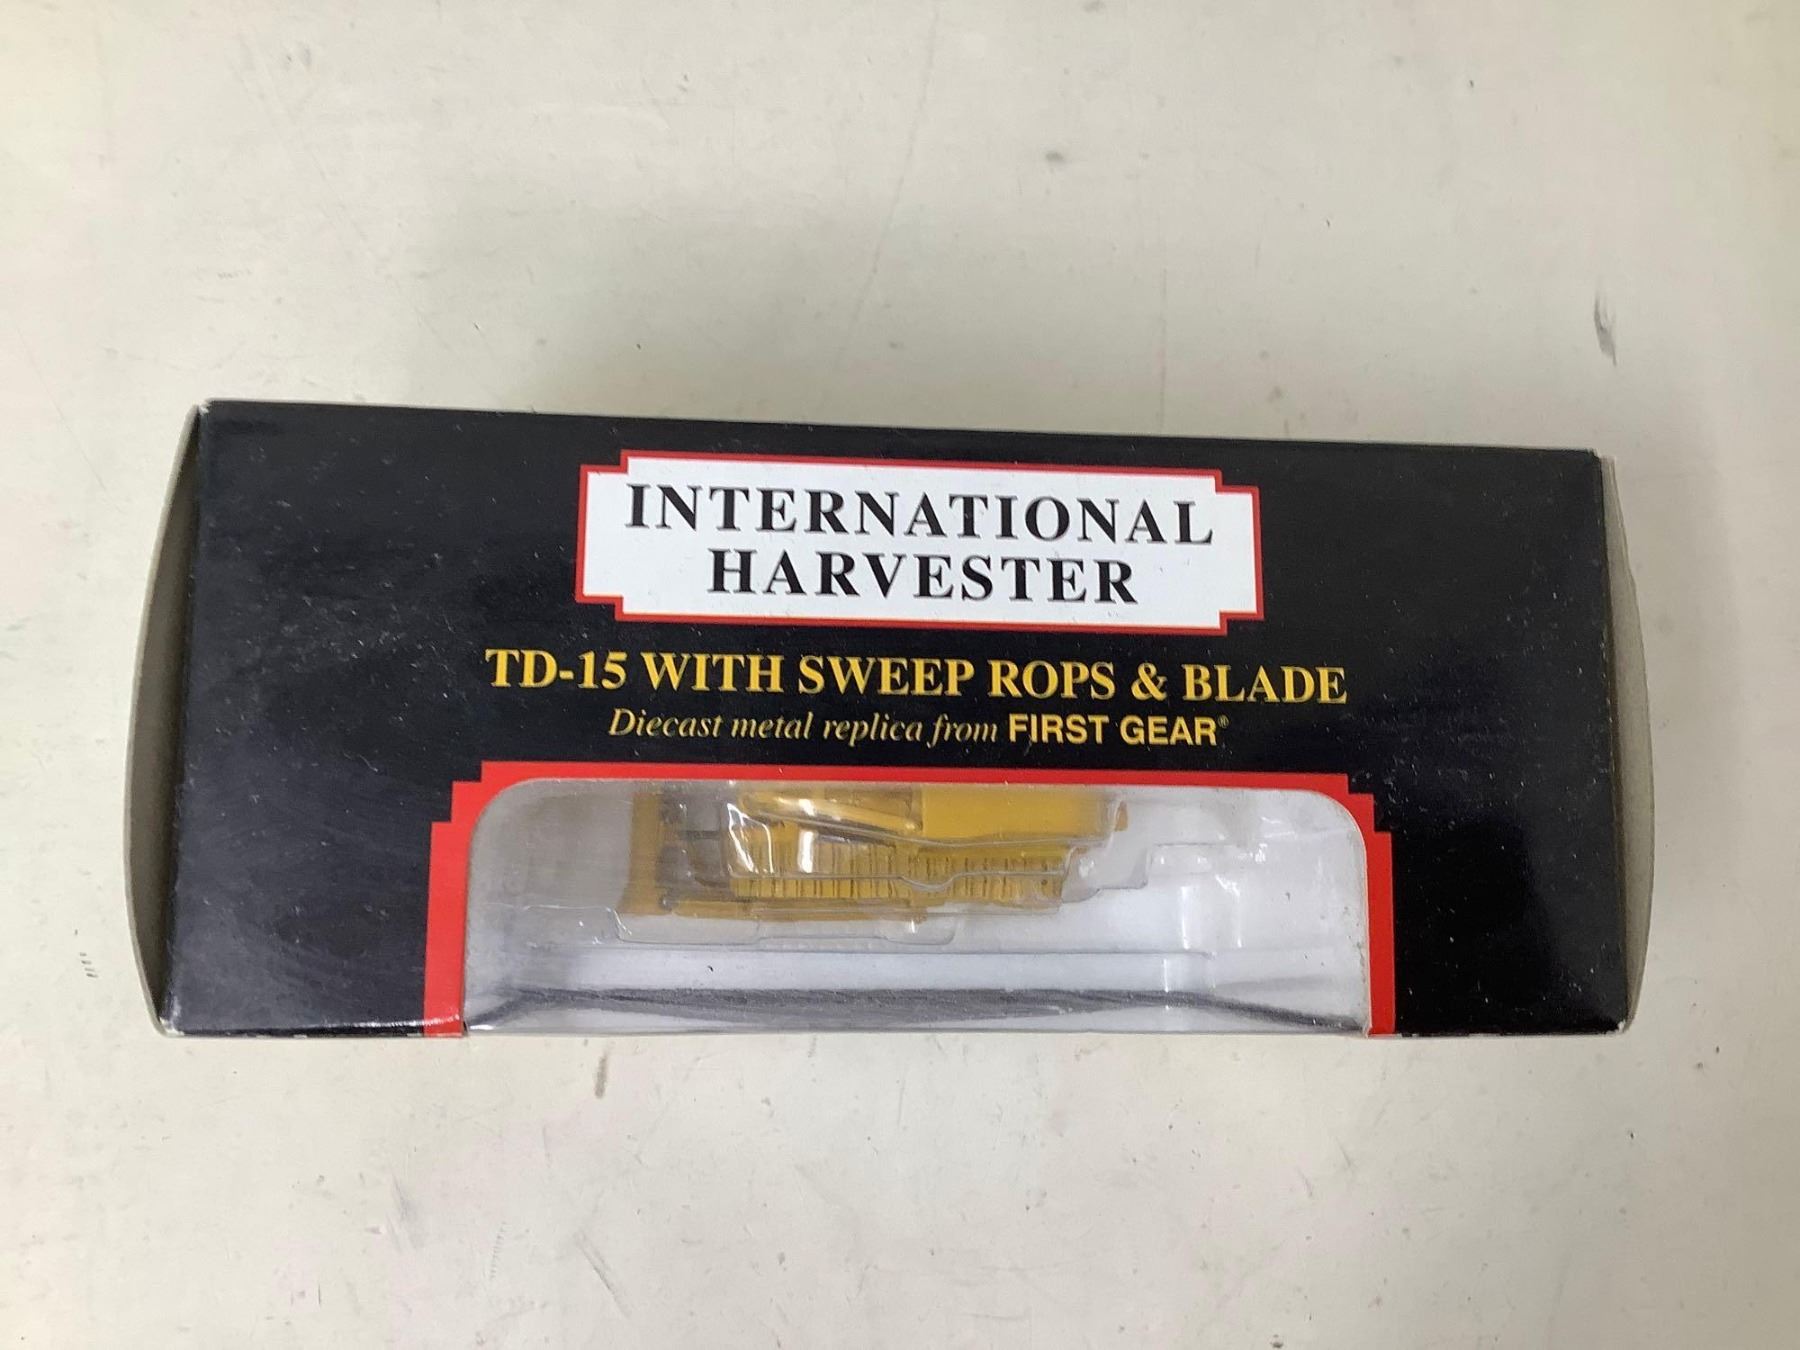 INTERNATIONAL
HARVESTER
TD-15 WITH SWEEP ROPS & BLADE
Diecast metal replica from FIRST GEAR®